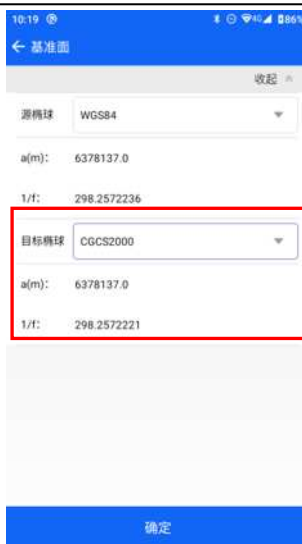 10:19 4G 86%
← 基准面
收起
源椭球 WGS84
a(m): 6378137.0
1/f: 298.2572236
目标椭球 CGCS2000
a(m): 6378137.0
1/f: 298.2572221
确定